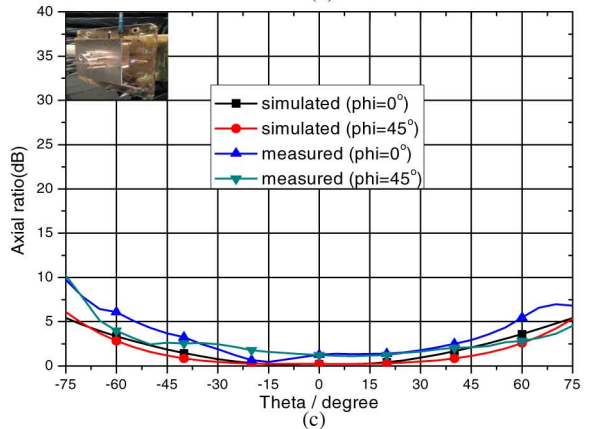 40
35
30
25
20
15
10
5
0
Axial ratio(dB)
simulated (phi=0°)
simulated (phi=45°)
measured (phi=0°)
measured (phi=45°)
-75 -60 -45 -30 -15 0 15 30 45 60 75
Theta / degree
(c)